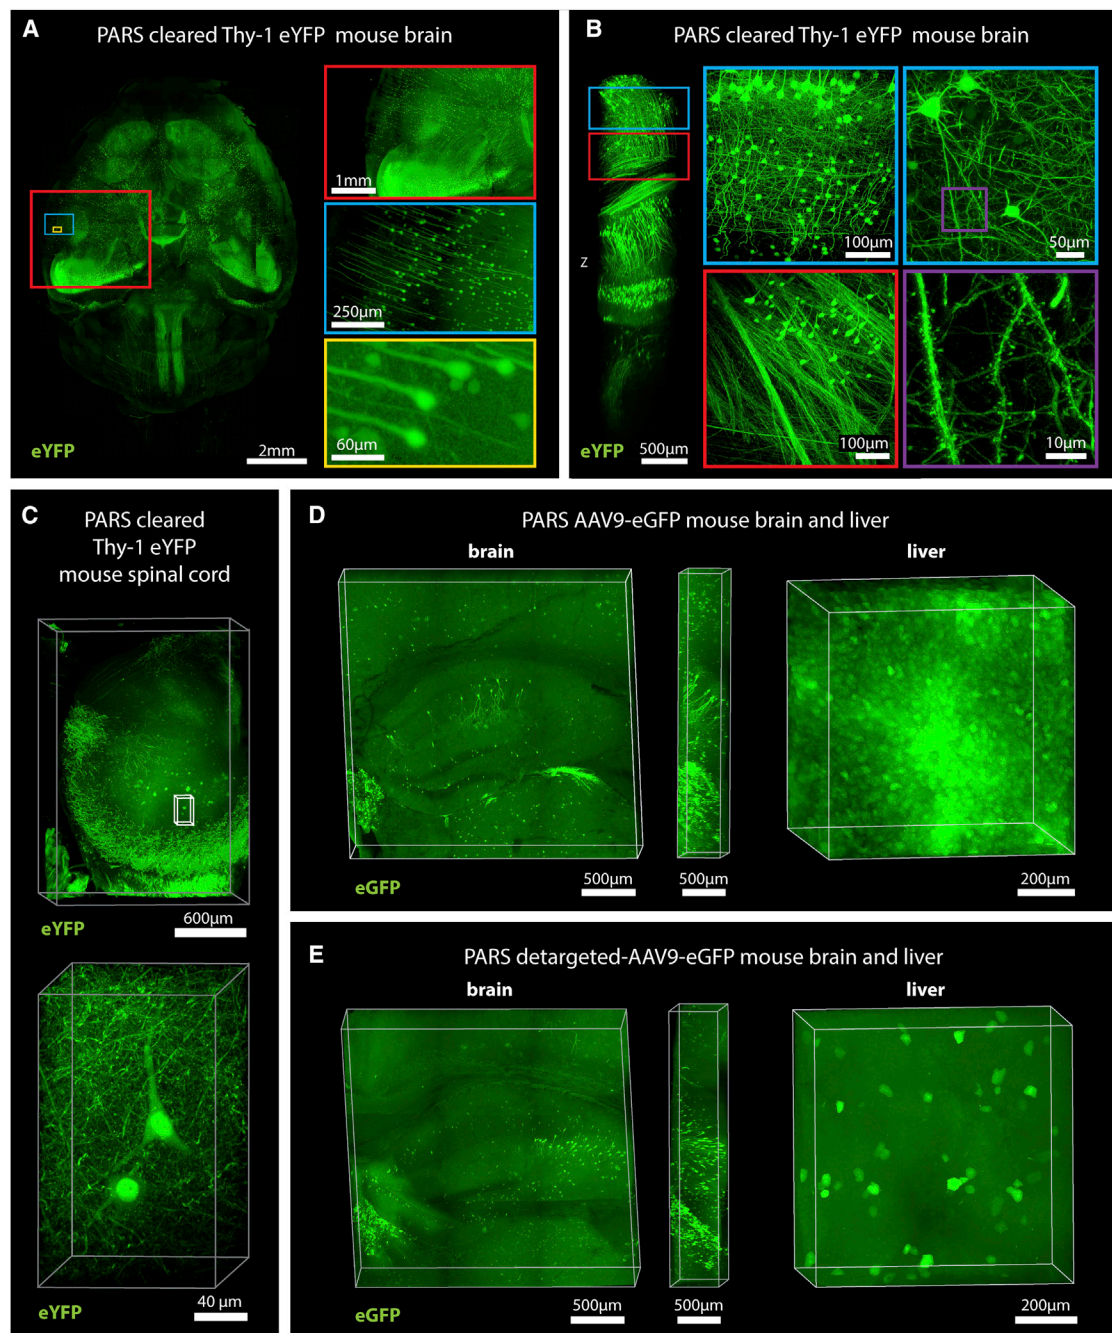 A
PARS cleared Thy-1 eYFP mouse brain
1mm
250µm
60µm
eYFP
2mm
B
PARS cleared Thy-1 eYFP mouse brain
z
100µm
50µm
100µm
10µm
eYFP
500µm
C
PARS cleared
Thy-1 eYFP
mouse spinal cord
eYFP
600µm
eYFP
40 µm
D
PARS AAV9-eGFP mouse brain and liver
brain
liver
eGFP
500µm
500µm
200µm
E
PARS detargeted-AAV9-eGFP mouse brain and liver
brain
liver
eGFP
500µm
500µm
200µm